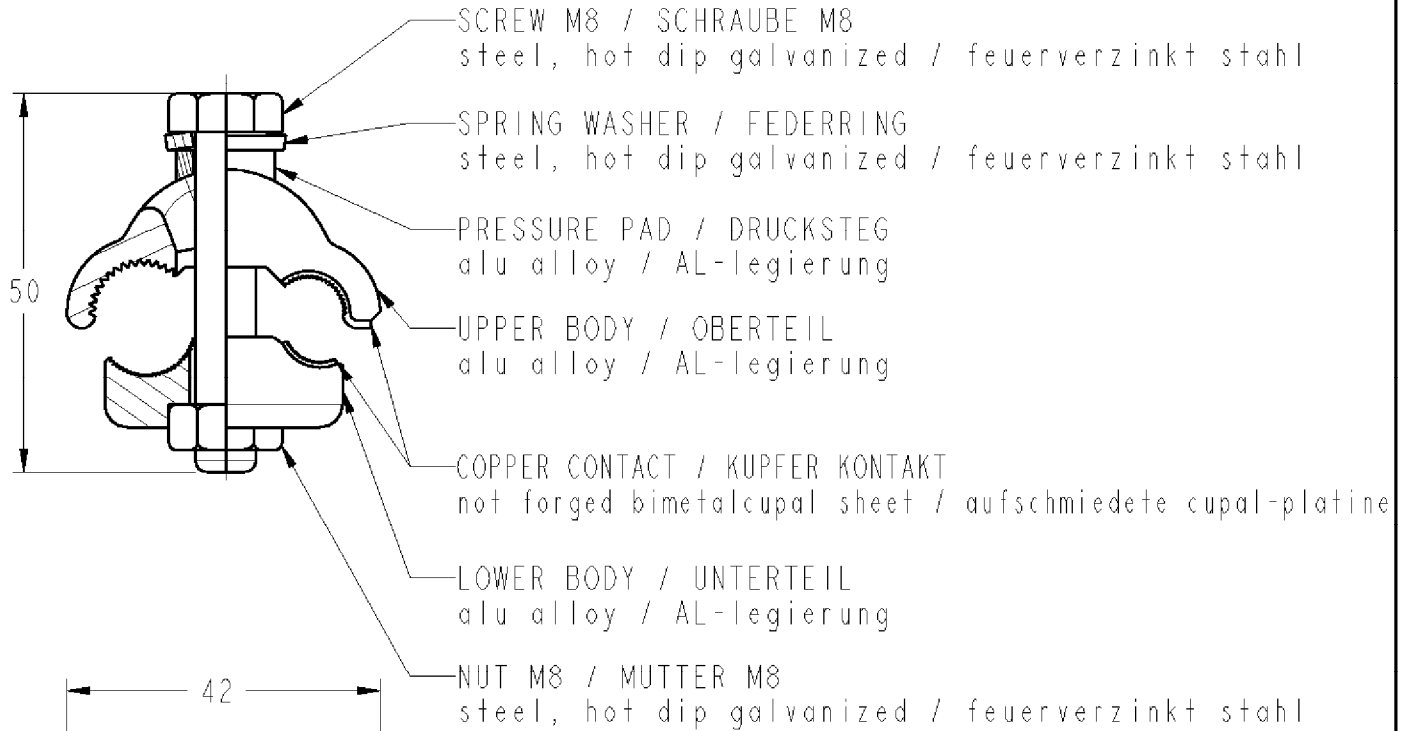 SCREW M8 / SCHRAUBE M8
steel, hot dip galvanized / feuerverzinkt stahl
SPRING WASHER / FEDERRING
steel, hot dip galvanized / feuerverzinkt stahl
PRESSURE PAD / DRUCKSTEG
alu alloy / AL-legierung
50
UPPER BODY / OBERTEIL
alu alloy / AL-legierung
COPPER CONTACT / KUPFER KONTAKT
not forged bimetalcupal sheet / aufschmiedete cupal-platine
LOWER BODY / UNTERTEIL
alu alloy / AL-legierung
NUT M8 / MUTTER M8
42
steel, hot dip galvanized / feuerverzinkt stahl